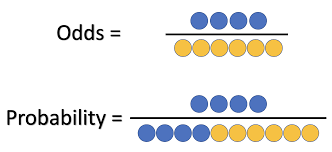 Odds =
Probability =